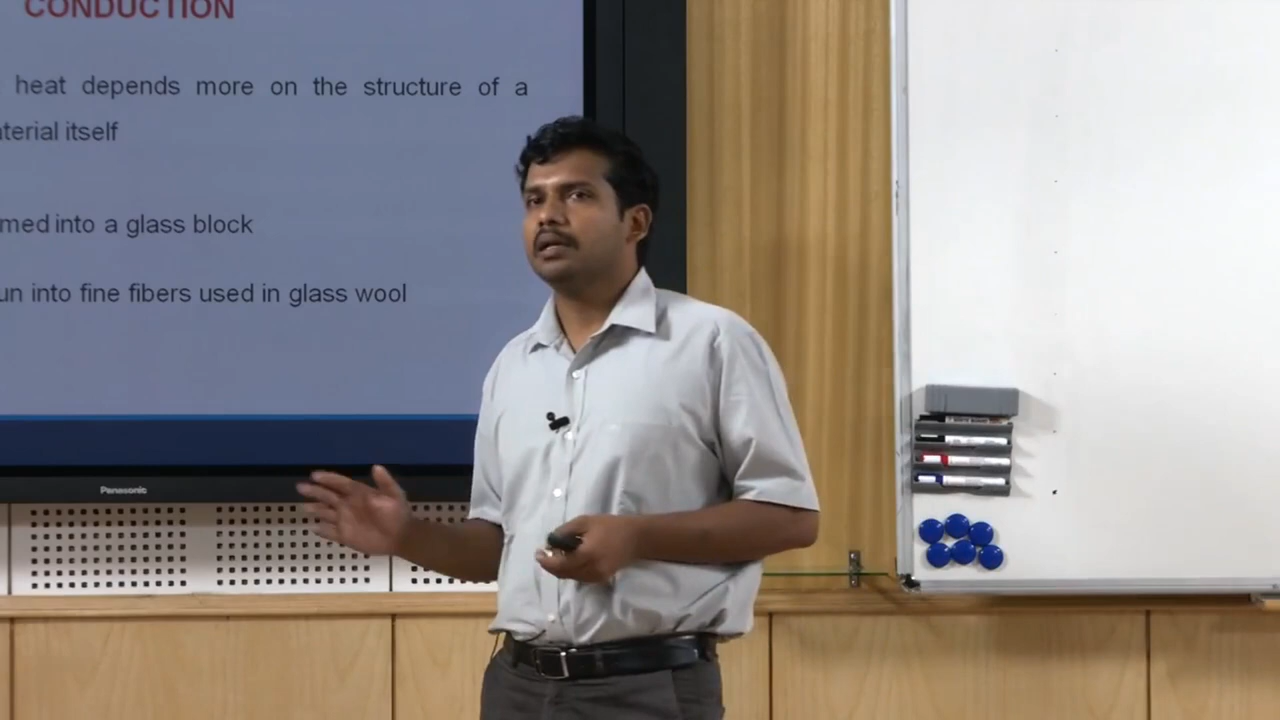 CONDUCTION
heat depends more on the structure of a
aterial itself
med into a glass block
un into fine fibers used in glass wool
Panasonic